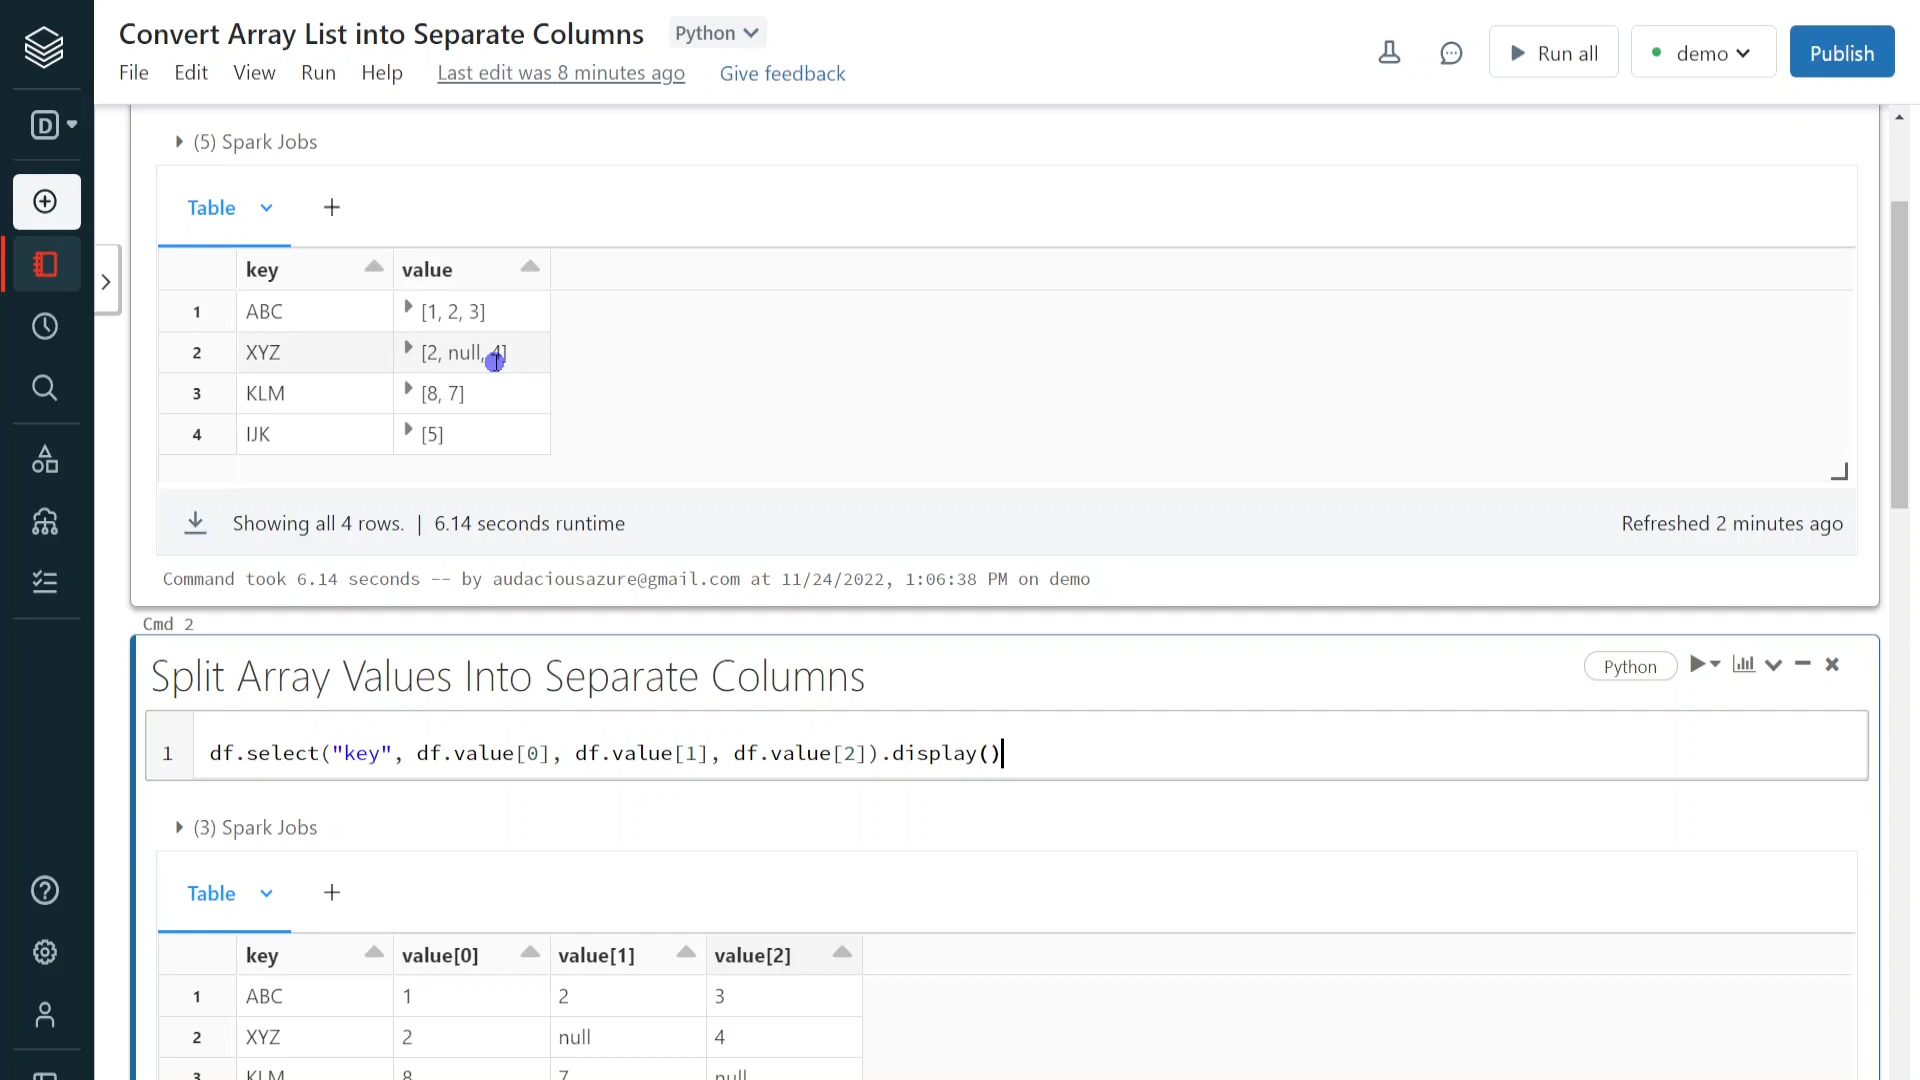 Convert Array List into Separate Columns Python
File Edit View Run Help Last edit was 8 minutes ago Give feedback
Run all
demo
Publish
D
(5) Spark Jobs
Table +
key value
1 ABC [1, 2, 3]
2 XYZ [2, null, 4]
3 KLM [8, 7]
4 IJK [5]
Showing all 4 rows. | 6.14 seconds runtime
Refreshed 2 minutes ago
Command took 6.14 seconds -- by audaciousazure@gmail.com at 11/24/2022, 1:06:38 PM on demo
Cmd 2
Split Array Values Into Separate Columns
Python
1 df.select("key", df.value[0], df.value[1], df.value[2]).display()
(3) Spark Jobs
Table +
key value[0] value[1] value[2]
1 ABC 1 2 3
2 XYZ 2 null 4
3 KLM 8 7 null